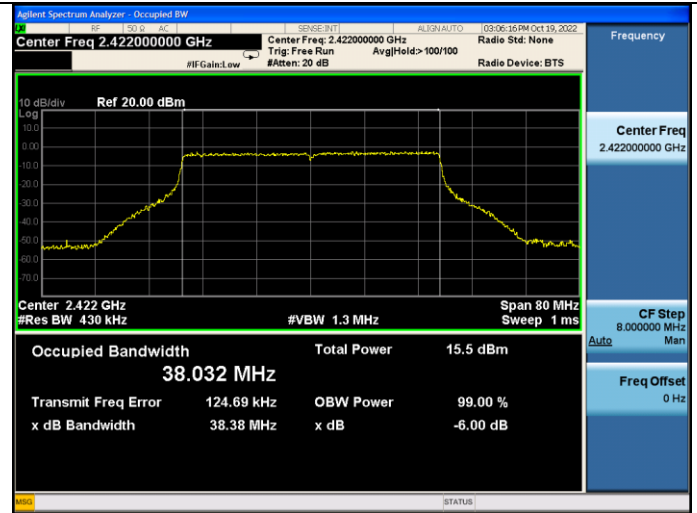 Agilent Spectrum Analyzer - Occupied BW
RF 50 Ω AC SENSE:INT ALIGN AUTO 03:06:16 PM Oct 19, 2022
Center Freq 2.422000000 GHz
Center Freq: 2.422000000 GHz
Radio Std: None
Trig: Free Run Avg|Hold:> 100/100
#IFGain:Low
#Atten: 20 dB
Radio Device: BTS
10 dB/div Ref 20.00 dBm
Log
10.0
0.00
-10.0
-20.0
-30.0
-40.0
-50.0
-60.0
-70.0
Center 2.422 GHz Span 80 MHz
#Res BW 430 kHz #VBW 1.3 MHz Sweep 1 ms
Occupied Bandwidth Total Power 15.5 dBm
38.032 MHz
Transmit Freq Error 124.69 kHz OBW Power 99.00 %
x dB Bandwidth 38.38 MHz x dB -6.00 dB
MSG STATUS
Frequency
Center Freq
2.422000000 GHz
CF Step
8.000000 MHz
Auto Man
Freq Offset
0 Hz